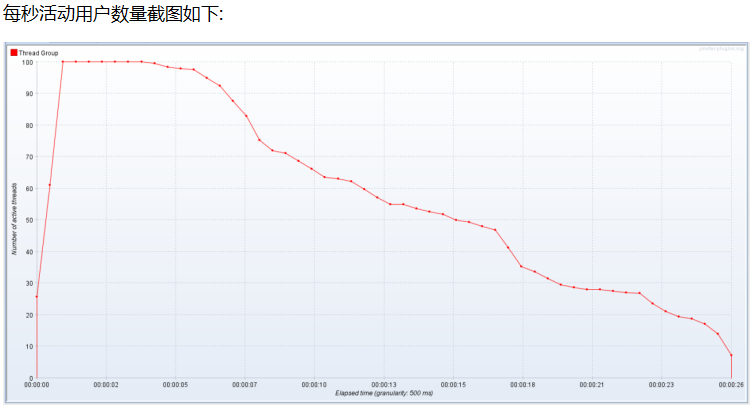 每秒活动用户数量截图如下:
jmeter-plugins.org
Thread Group
100
90
80
70
60
50
40
30
20
10
0
Number of active threads
00:00:00 00:00:02 00:00:05 00:00:07 00:00:10 00:00:13 00:00:15 00:00:18 00:00:21 00:00:23 00:00:26
Elapsed time (granularity: 500 ms)